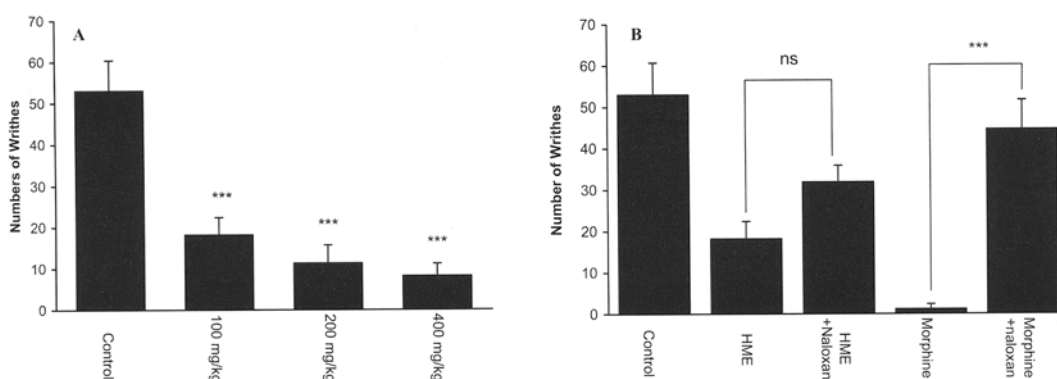 A
Numbers of Writhes
70
60
50
40
30
20
10
0
***
***
***
Control
100 mg/kg
200 mg/kg
400 mg/kg
B
Number of Writhes
70
60
50
40
30
20
10
0
ns
***
Control
HME
HME
+Naloxan
Morphine
Morphine
+naloxan